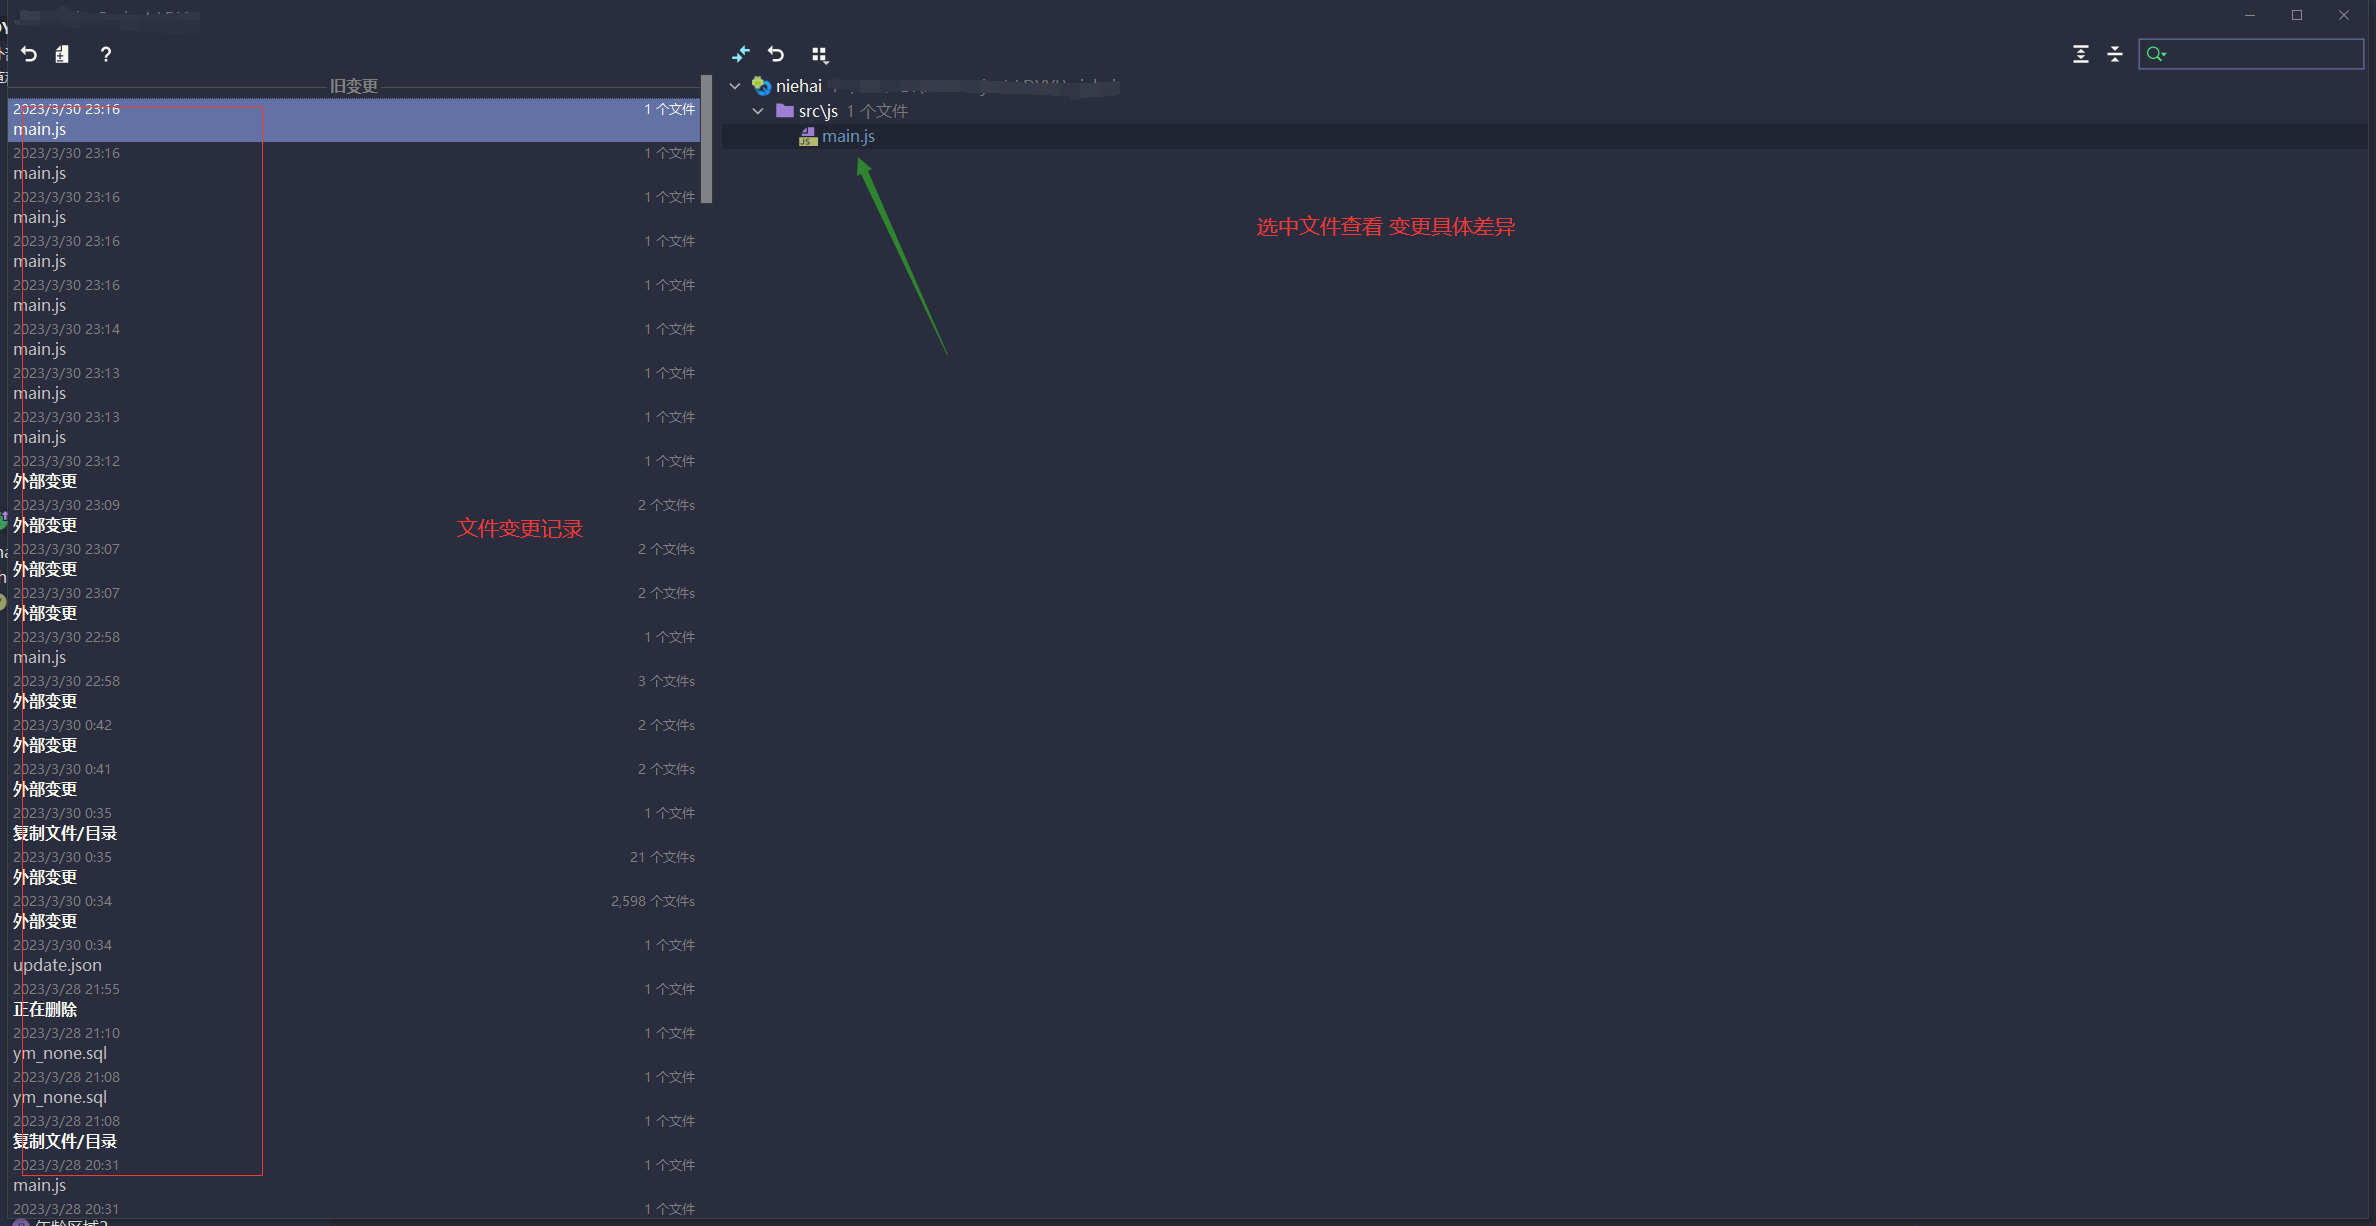 旧变更
2023/3/30 23:16 1 个文件
main.js
2023/3/30 23:16 1 个文件
main.js
2023/3/30 23:16 1 个文件
main.js
2023/3/30 23:16 1 个文件
main.js
2023/3/30 23:16 1 个文件
main.js
2023/3/30 23:14 1 个文件
main.js
2023/3/30 23:13 1 个文件
main.js
2023/3/30 23:13 1 个文件
main.js
2023/3/30 23:12 1 个文件
外部变更
2023/3/30 23:09 2 个文件s
外部变更
2023/3/30 23:07 2 个文件s
外部变更
2023/3/30 23:07 2 个文件s
外部变更
2023/3/30 22:58 1 个文件
main.js
2023/3/30 22:58 3 个文件s
外部变更
2023/3/30 0:42 2 个文件s
外部变更
2023/3/30 0:41 2 个文件s
外部变更
2023/3/30 0:35 1 个文件
复制文件/目录
2023/3/30 0:35 21 个文件s
外部变更
2023/3/30 0:34 2,598 个文件s
外部变更
2023/3/30 0:34 1 个文件
update.json
2023/3/28 21:55 1 个文件
正在删除
2023/3/28 21:10 1 个文件
ym_none.sql
2023/3/28 21:08 1 个文件
ym_none.sql
2023/3/28 21:08 1 个文件
复制文件/目录
2023/3/28 20:31 1 个文件
main.js
2023/3/28 20:31 1 个文件
文件变更记录
niehai
src\js 1 个文件
main.js
选中文件查看 变更具体差异